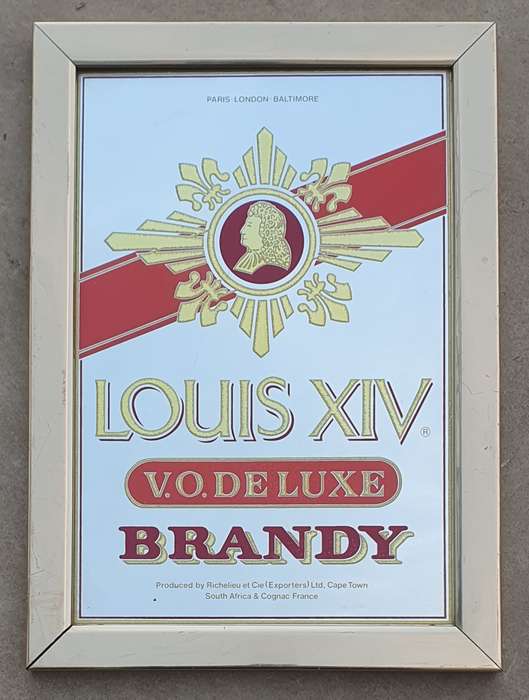 PARIS · LONDON · BALTIMORE
LOUIS XIV®
V.O. DE LUXE
BRANDY
Produced by Richelieu et Cie (Exporters) Ltd, Cape Town
South Africa & Cognac France